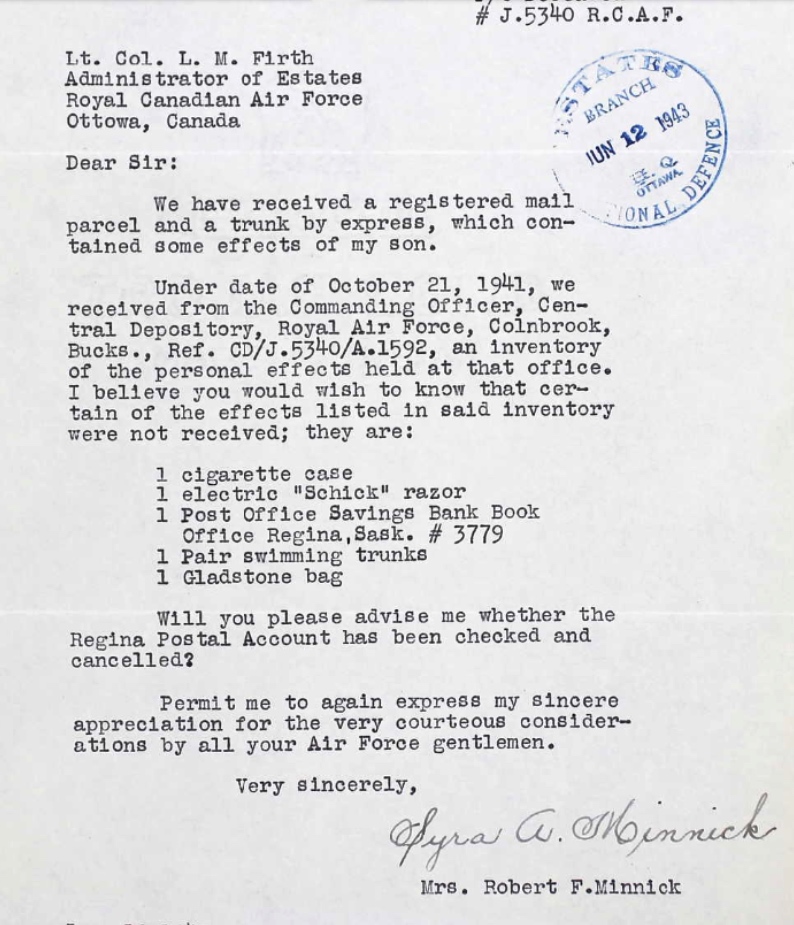 # J.5340 R.C.A.F.
Lt. Col. L. M. Firth
Administrator of Estates
Royal Canadian Air Force
Ottowa, Canada
ESTATES
BRANCH
JUN 12 1943
H. Q.
OTTAWA
IONAL DEFENCE
Dear Sir:
We have received a registered mail
parcel and a trunk by express, which con-
tained some effects of my son.
Under date of October 21, 1941, we
received from the Commanding Officer, Cen-
tral Depository, Royal Air Force, Colnbrook,
Bucks., Ref. CD/J.5340/A.1592, an inventory
of the personal effects held at that office.
I believe you would wish to know that cer-
tain of the effects listed in said inventory
were not received; they are:
1 cigarette case
1 electric "Schick" razor
1 Post Office Savings Bank Book
Office Regina,Sask. # 3779
1 Pair swimming trunks
1 Gladstone bag
Will you please advise me whether the
Regina Postal Account has been checked and
cancelled?
Permit me to again express my sincere
appreciation for the very courteous consider-
ations by all your Air Force gentlemen.
Very sincerely,
Syra A. Minnick
Mrs. Robert F.Minnick